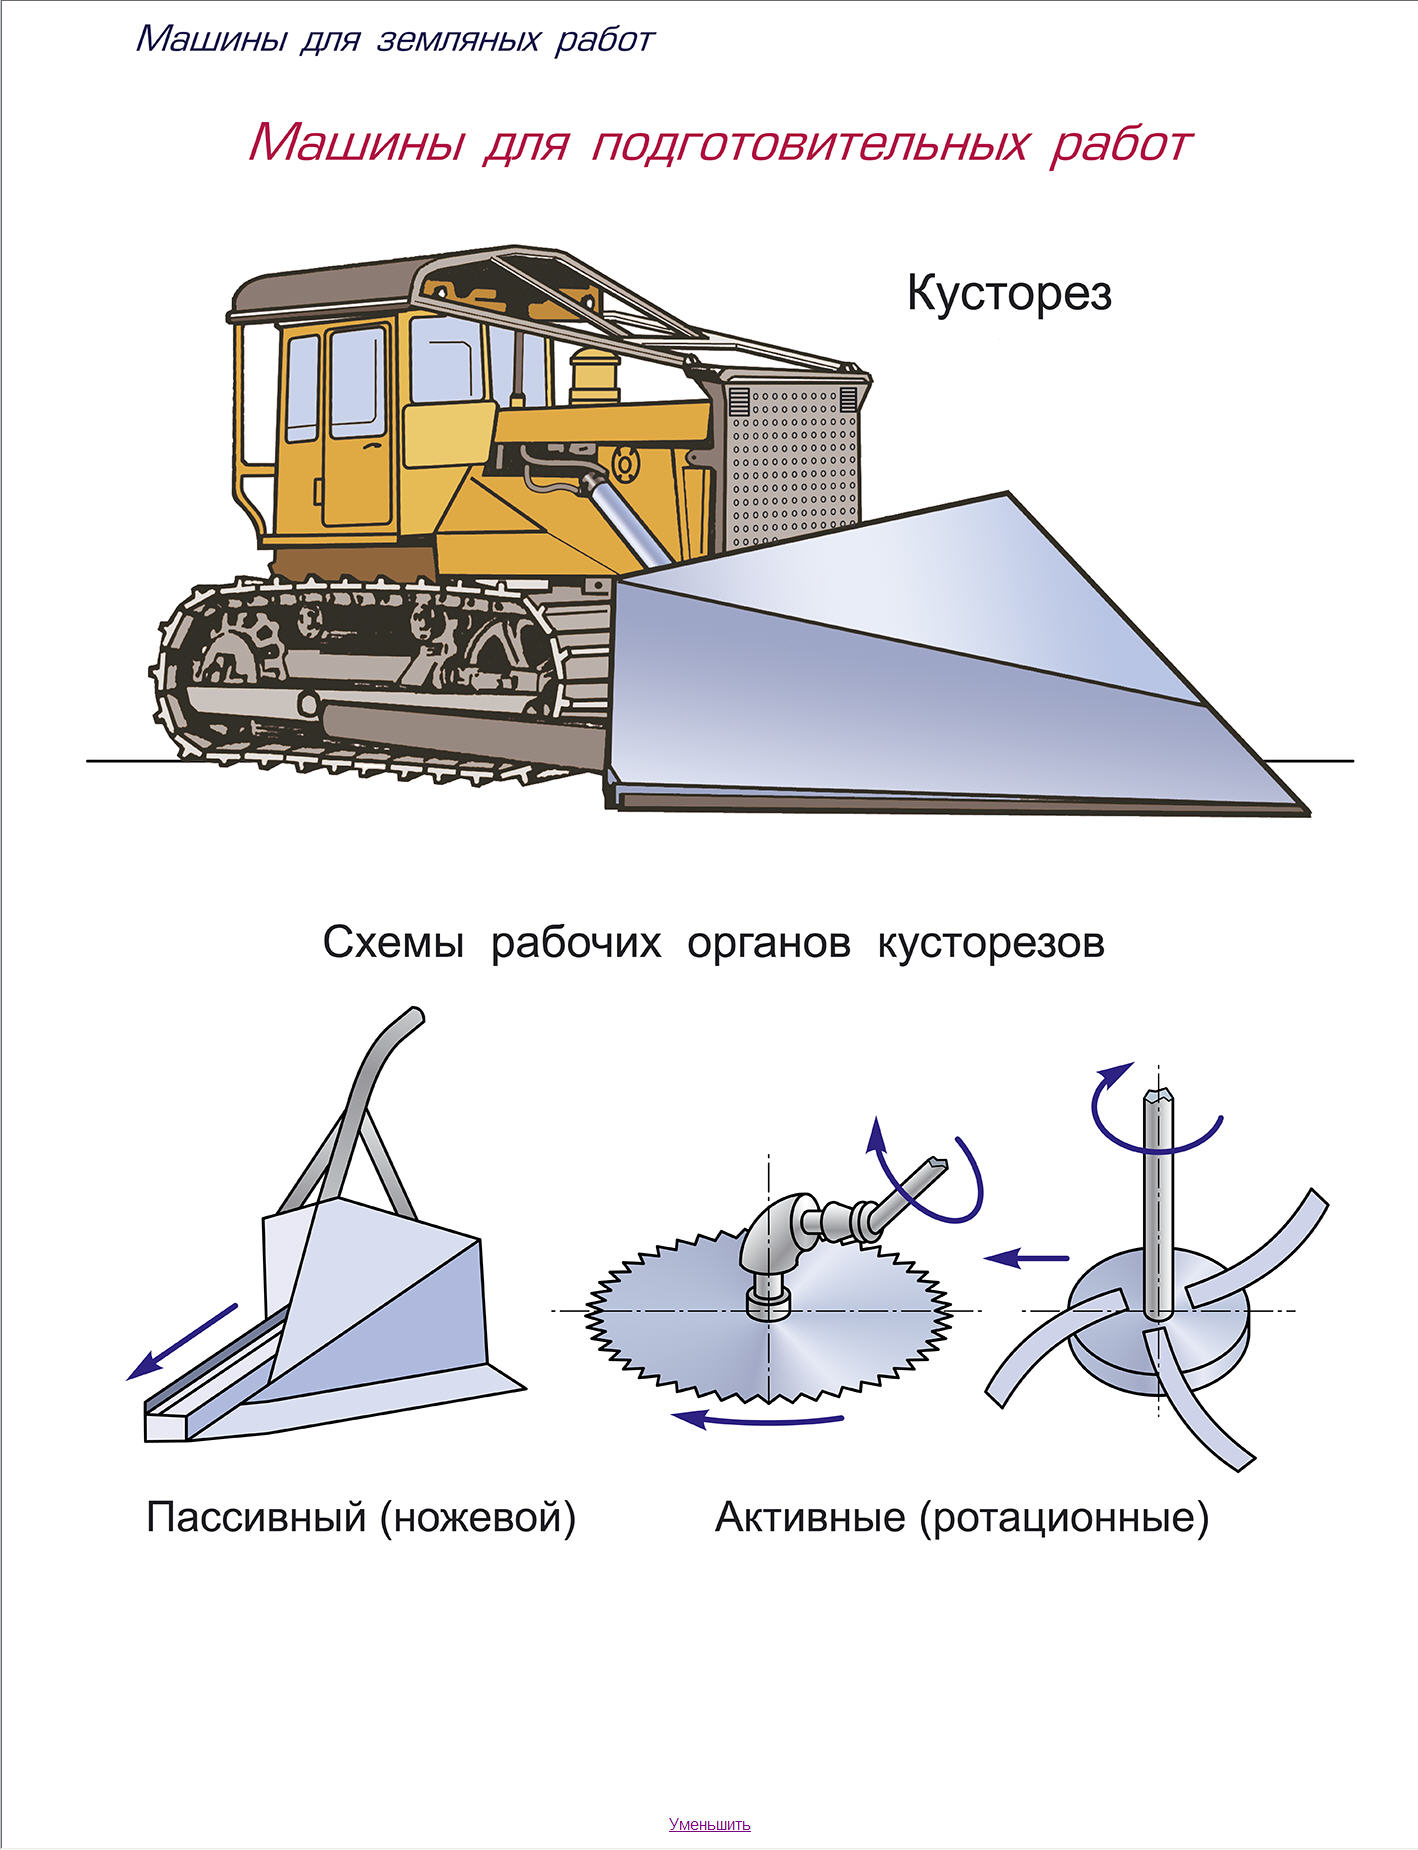 Машины для земляных работ
Машины для подготовительных работ
Кусторез
Схемы рабочих органов кусторезов
Пассивный (ножевой)
Активные (ротационные)
Уменьшить